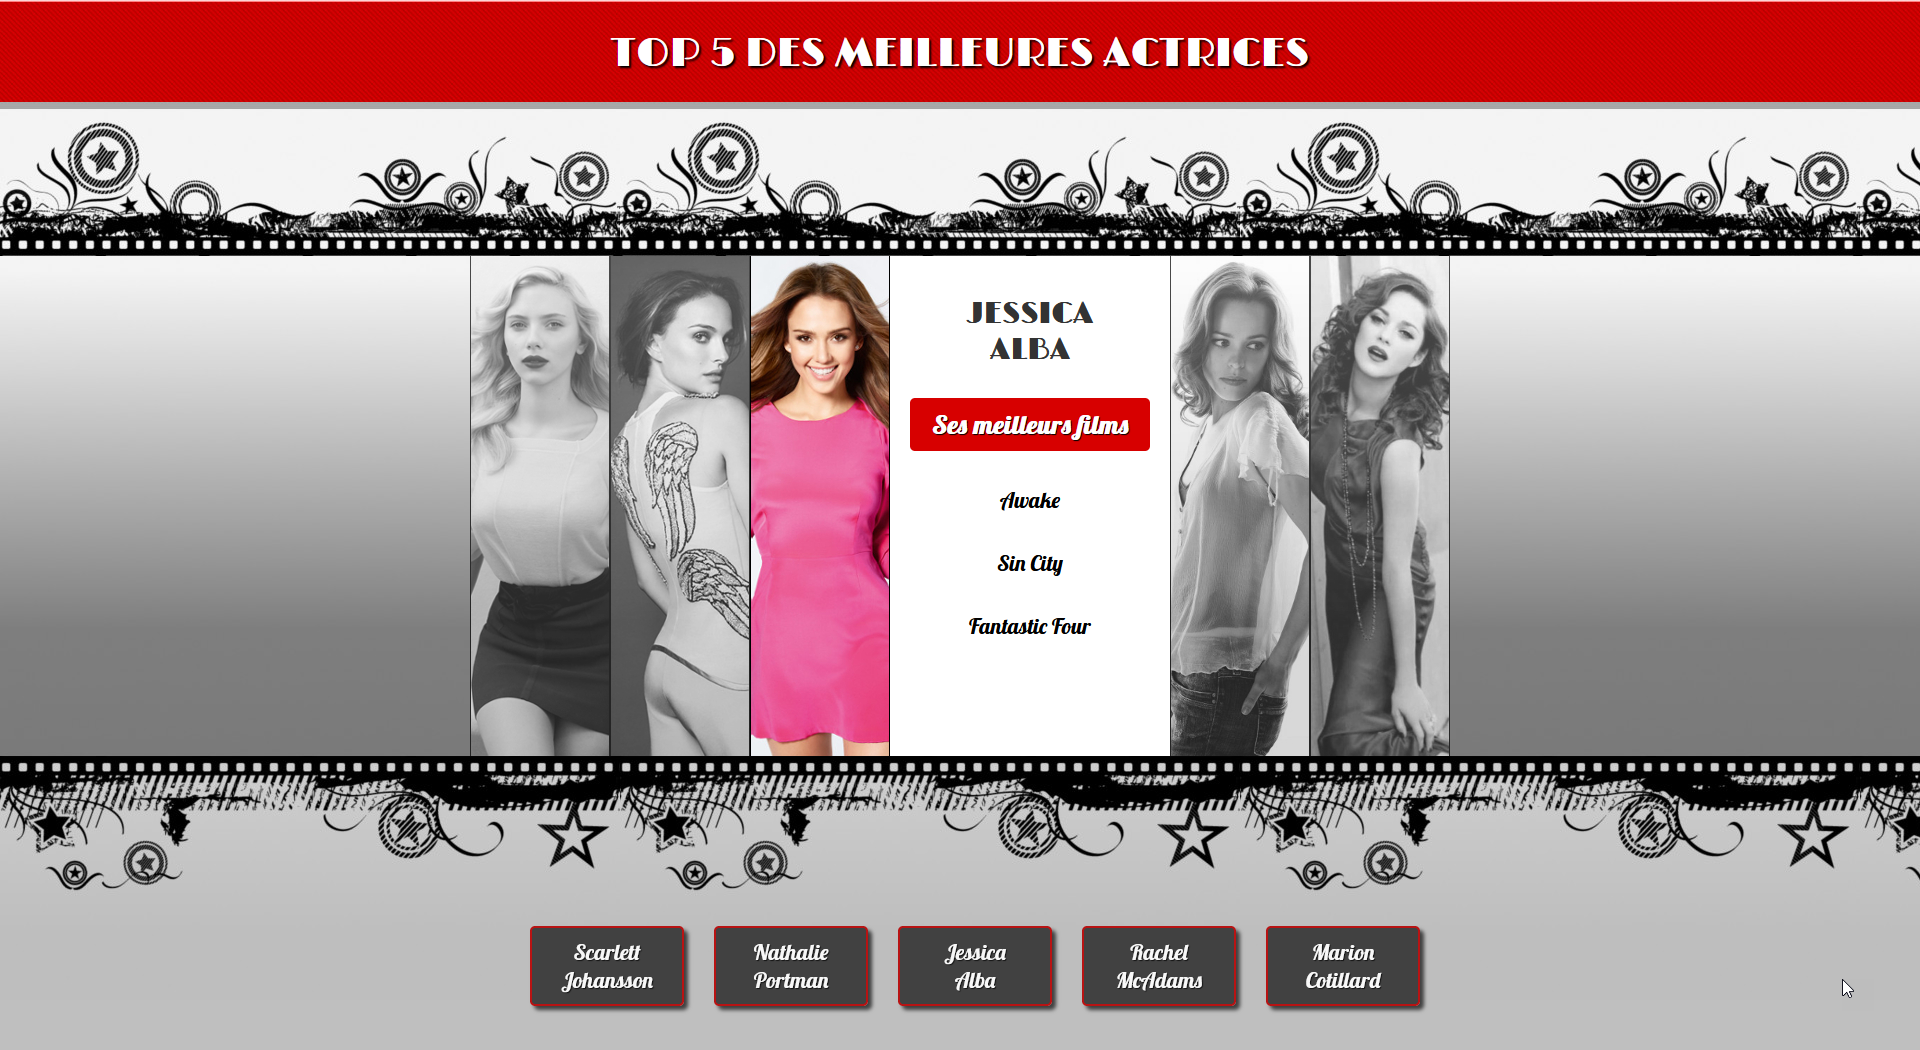 TOP 5 DES MEILLEURES ACTRICES
JESSICA
ALBA
Ses meilleurs films
Awake
Sin City
Fantastic Four
Scarlett
Johansson
Nathalie
Portman
Jessica
Alba
Rachel
McAdams
Marion
Cotillard